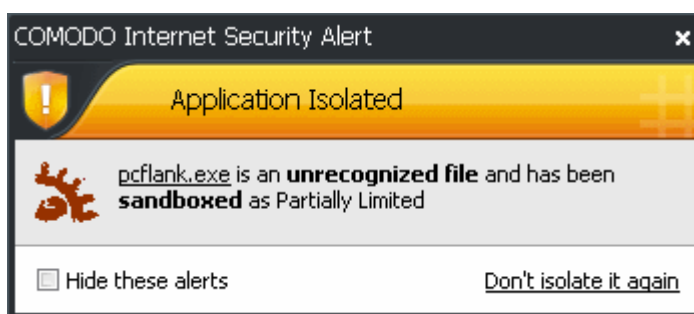 COMODO Internet Security Alert
Application Isolated
pcflank.exe is an unrecognized file and has been
sandboxed as Partially Limited
Hide these alerts
Don't isolate it again